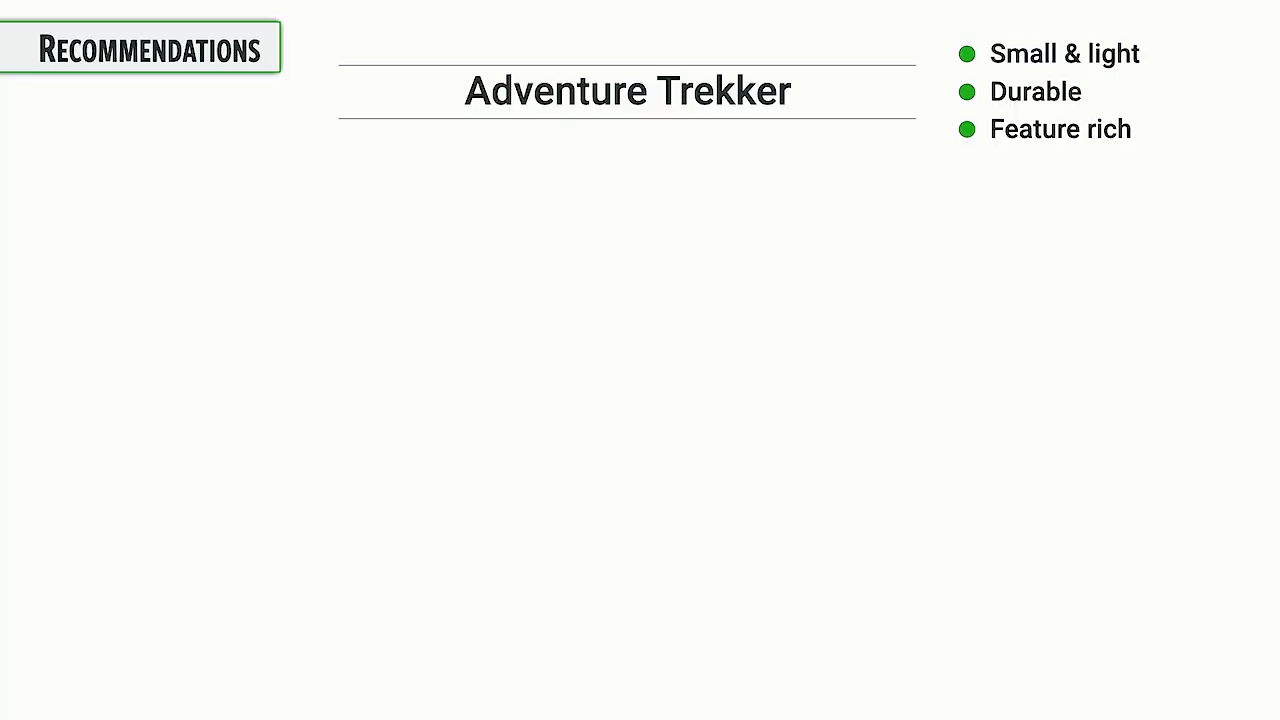 RECOMMENDATIONS
Adventure Trekker
Small & light
Durable
Feature rich